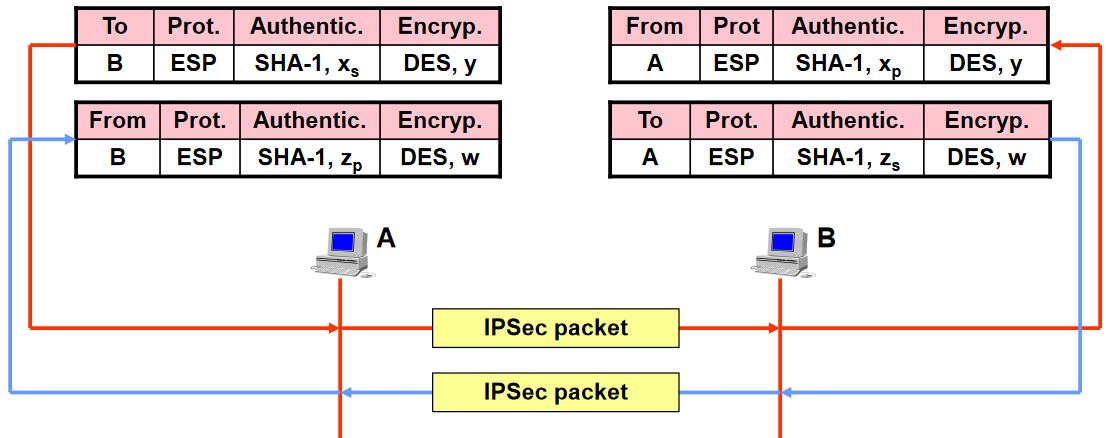 To Prot. Authentic. Encryp.
B ESP SHA-1, xs DES, y
From Prot. Authentic. Encryp.
B ESP SHA-1, zp DES, w
From Prot Authentic. Encryp.
A ESP SHA-1, xp DES, y
To Prot. Authentic. Encryp.
A ESP SHA-1, zs DES, w
A
B
IPSec packet
IPSec packet